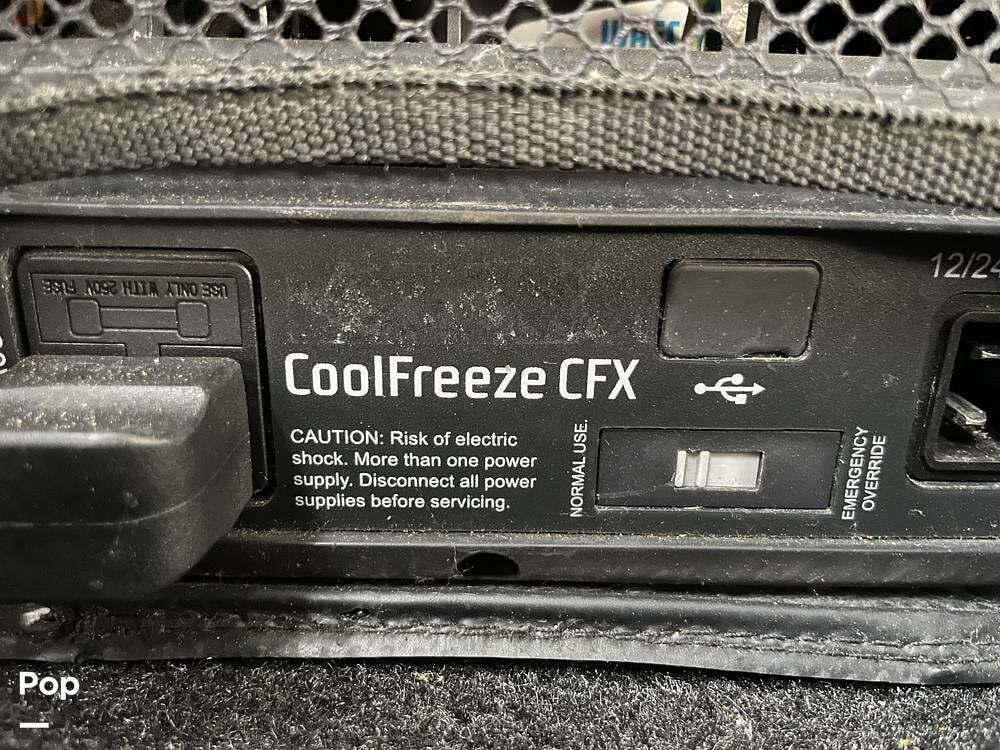 USE ONLY WITH 250V FUSE
12/24
CoolFreeze CFX
CAUTION: Risk of electric
shock. More than one power
supply. Disconnect all power
supplies before servicing.
NORMAL USE
EMERGENCY
OVERRIDE
Pop